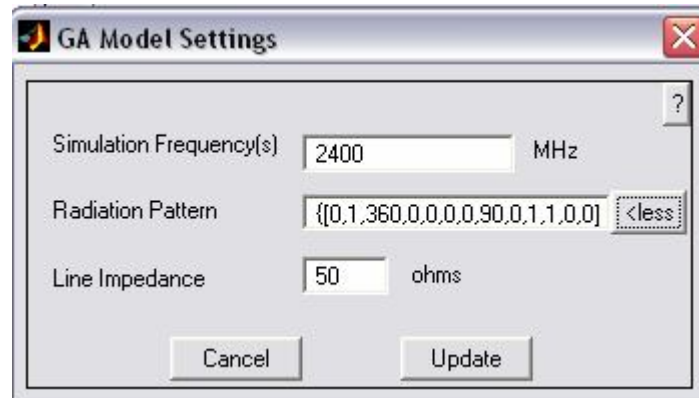 GA Model Settings
?
Simulation Frequency(s) 2400 MHz
Radiation Pattern {[0,1,360,0,0,0,0,90,0,1,1,0,0] <less
Line Impedance 50 ohms
Cancel Update